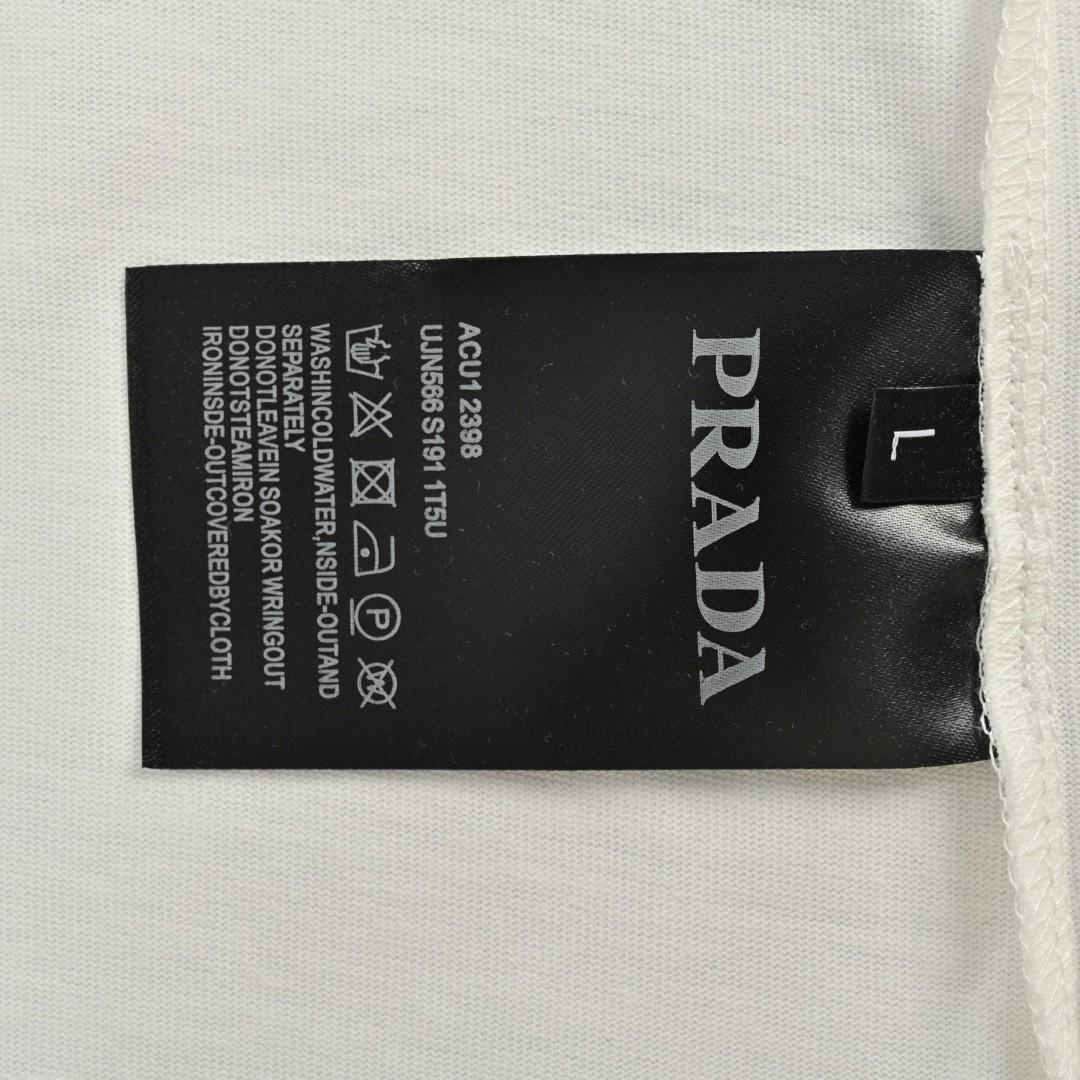 L
PRADA
ACU1 2398
UJN566 S191 1T5U
P
WASHINCOLDWATER,NSIDE-OUTAND
SEPARATELY
DONOTLEAVEIN SOAKOR WRINGOUT
DONOTSTEAMIRON
IRONINSDE-OUTCOVEREDBYCLOTH